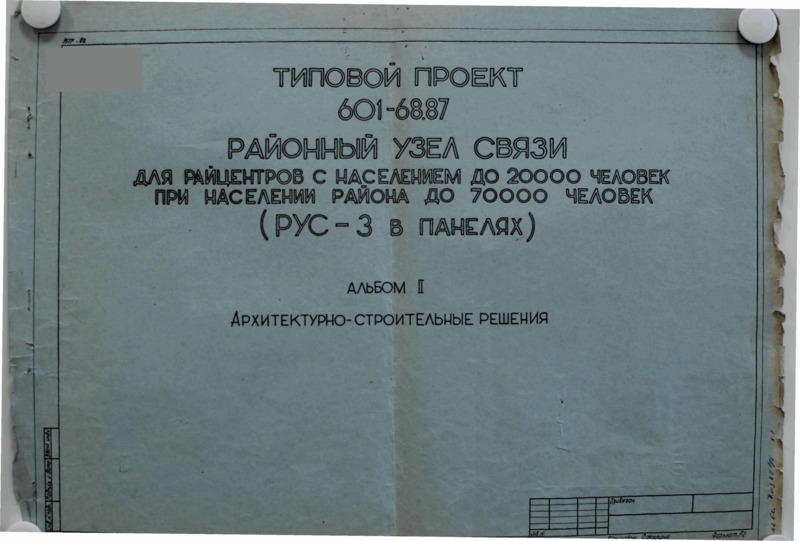 ТИПОВОЙ ПРОЕКТ
601-68.87
РАЙОННЫЙ УЗЕЛ СВЯЗИ
ДЛЯ РАЙЦЕНТРОВ С НАСЕЛЕНИЕМ ДО 20000 ЧЕЛОВЕК
ПРИ НАСЕЛЕНИИ РАЙОНА ДО 70000 ЧЕЛОВЕК
(РУС-3 В ПАНЕЛЯХ)
АЛЬБОМ II
АРХИТЕКТУРНО-СТРОИТЕЛЬНЫЕ РЕШЕНИЯ
Привязан